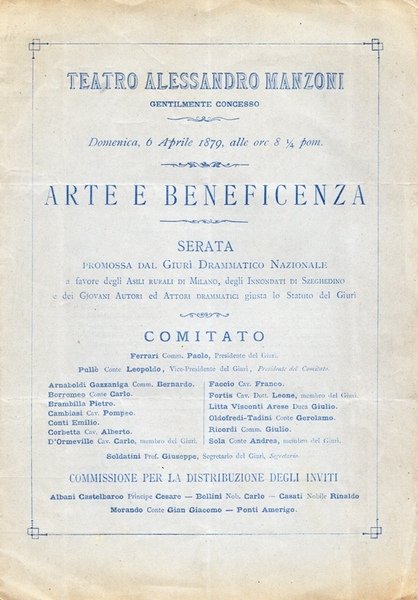 TEATRO ALESSANDRO MANZONI
GENTILMENTE CONCESSO
Domenica, 6 Aprile 1879, alle ore 8 ¼ pom.
ARTE E BENEFICENZA
SERATA
PROMOSSA DAL GIURÌ DRAMMATICO NAZIONALE
a favore degli ASILI RURALI DI MILANO, degli INNONDATI DI SZEGHEDINO
e dei GIOVANI AUTORI ed ATTORI DRAMMATICI giusta lo Statuto del Giurì
COMITATO
Ferrari Comm. Paolo, Presidente del Giurì.
Pullè Conte Leopoldo, Vice-Presidente del Giurì, Presidente del Comitato.
Arnaboldi Gazzaniga Comm. Bernardo.
Borromeo Conte Carlo.
Brambilla Pietro.
Cambiasi Cav. Pompeo.
Conti Emilio.
Corbetta Cav. Alberto.
D'Ormeville Cav. Carlo, membro del Giurì.
Faccio Cav. Franco.
Fortis Cav. Dott. Leone, membro del Giurì.
Litta Visconti Arese Duca Giulio.
Oldofredi-Tadini Conte Gerolamo.
Ricordi Comm. Giulio.
Sola Conte Andrea, membro del Giurì.
Soldatini Prof. Giuseppe, Segretario del Giurì, Segretario.
COMMISSIONE PER LA DISTRIBUZIONE DEGLI INVITI
Albani Castelbarco Principe Cesare — Bellini Nob. Carlo — Casati Nobile Rinaldo
Morando Conte Gian Giacomo — Ponti Amerigo.